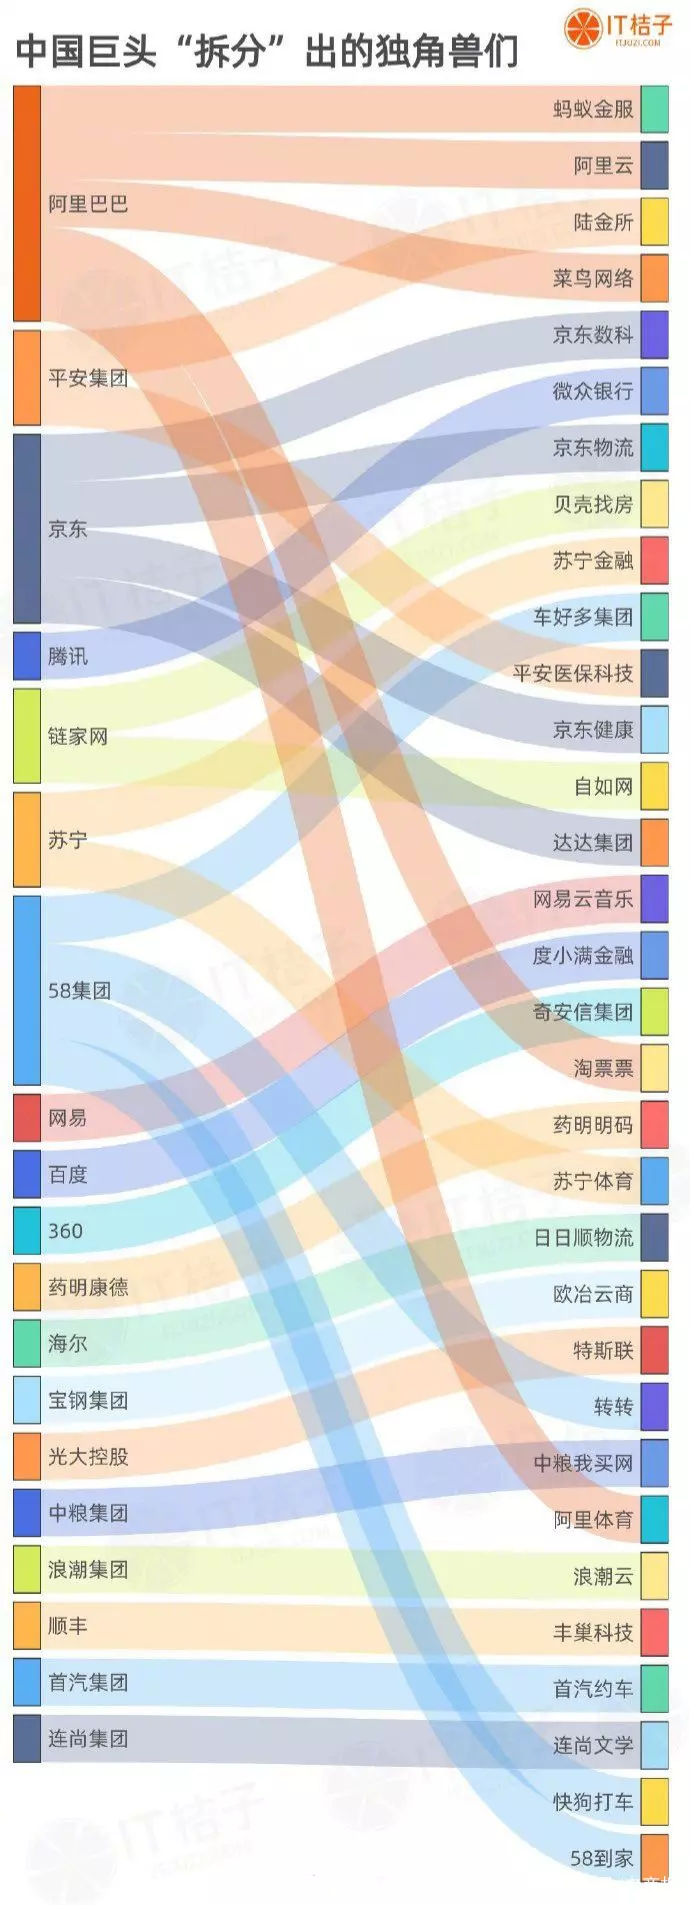 中国巨头“拆分”出的独角兽们
IT桔子
ITJUZI.COM
阿里巴巴
平安集团
京东
腾讯
链家网
苏宁
58集团
网易
百度
360
药明康德
海尔
宝钢集团
光大控股
中粮集团
浪潮集团
顺丰
首汽集团
连尚集团
蚂蚁金服
阿里云
陆金所
菜鸟网络
京东数科
微众银行
京东物流
贝壳找房
苏宁金融
车好多集团
平安医保科技
京东健康
自如网
达达集团
网易云音乐
度小满金融
奇安信集团
淘票票
药明明码
苏宁体育
日日顺物流
欧冶云商
特斯联
转转
中粮我买网
阿里体育
浪潮云
丰巢科技
首汽约车
连尚文学
快狗打车
58到家